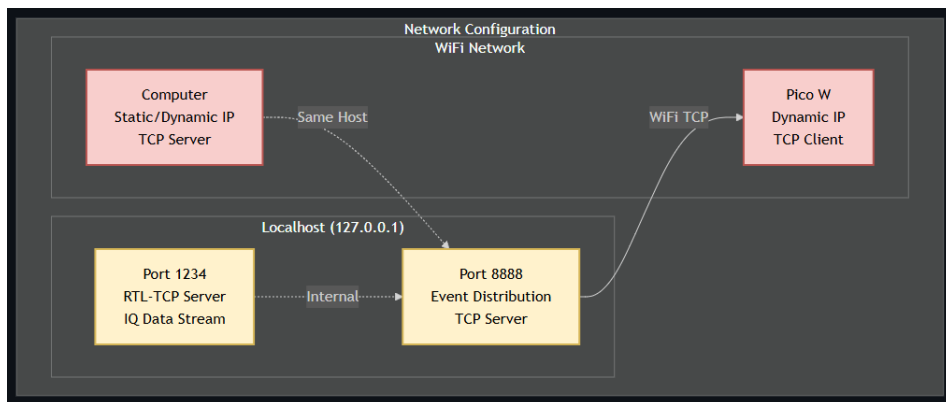 Network Configuration
WiFi Network
Computer
Static/Dynamic IP
TCP Server
Same Host
WiFi TCP
Pico W
Dynamic IP
TCP Client
Localhost (127.0.0.1)
Port 1234
RTL-TCP Server
IQ Data Stream
Internal
Port 8888
Event Distribution
TCP Server